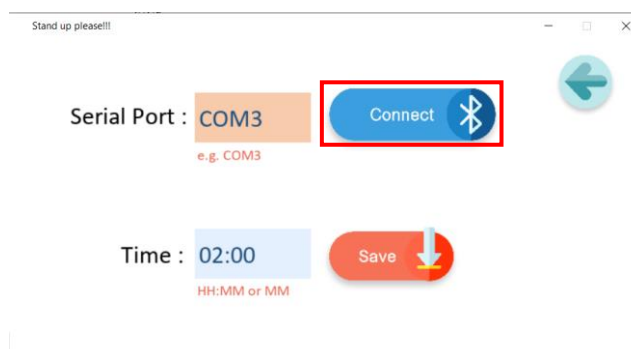 Stand up please!!!
Serial Port : COM3 Connect
e.g. COM3
Time : 02:00 Save
HH:MM or MM